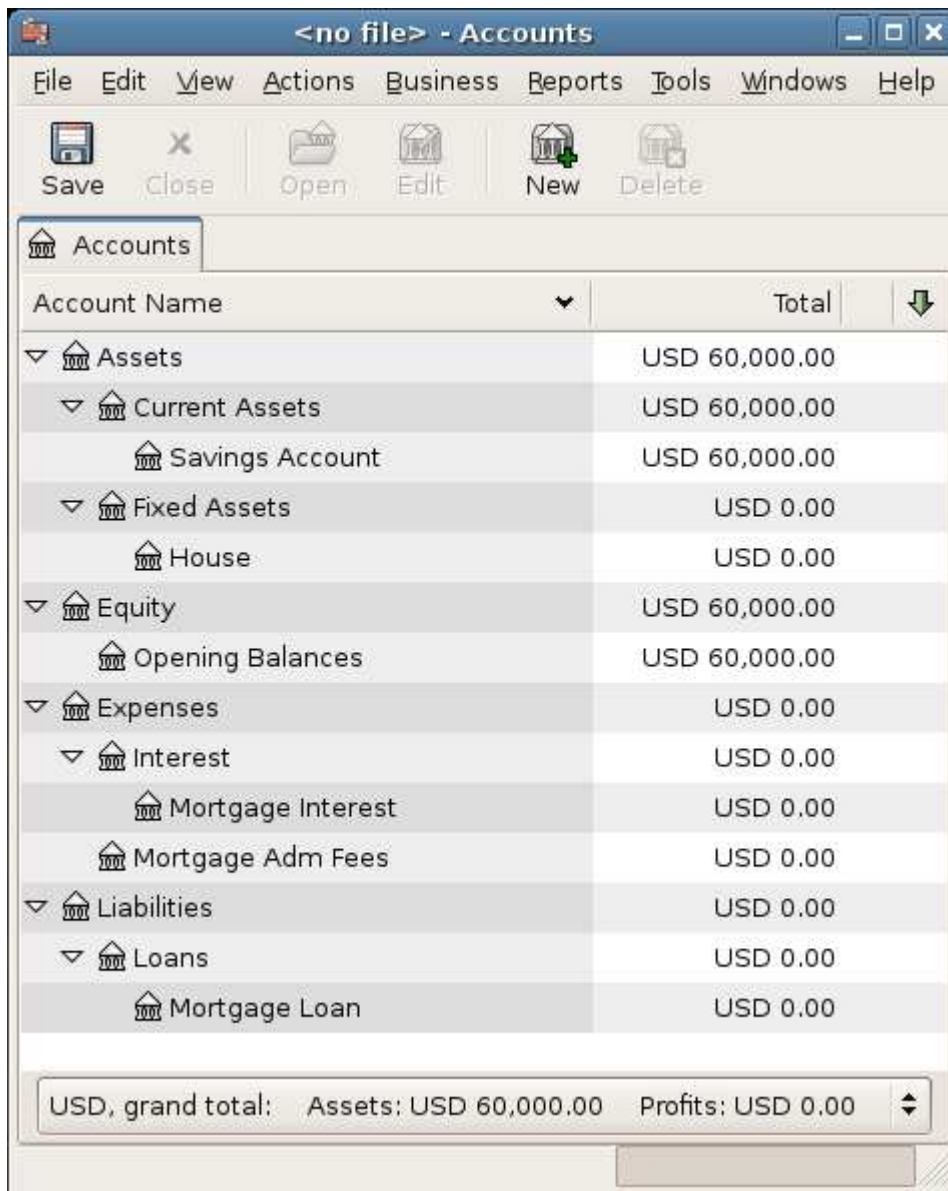 <no file> - Accounts
File Edit View Actions Business Reports Tools Windows Help
Save Close Open Edit New Delete
Accounts
Account Name Total
Assets USD 60,000.00
Current Assets USD 60,000.00
Savings Account USD 60,000.00
Fixed Assets USD 0.00
House USD 0.00
Equity USD 60,000.00
Opening Balances USD 60,000.00
Expenses USD 0.00
Interest USD 0.00
Mortgage Interest USD 0.00
Mortgage Adm Fees USD 0.00
Liabilities USD 0.00
Loans USD 0.00
Mortgage Loan USD 0.00
USD, grand total: Assets: USD 60,000.00 Profits: USD 0.00